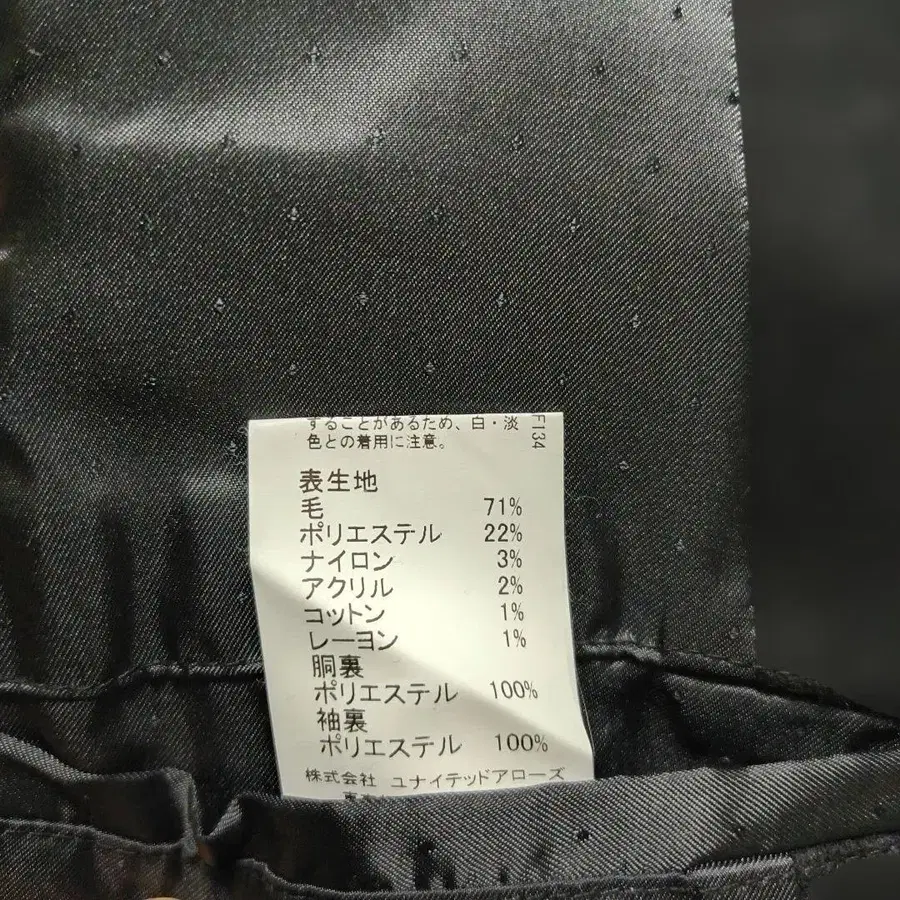 することがあるため、白・淡
色との着用に注意。
F134
表生地
毛 71%
ポリエステル 22%
ナイロン 3%
アクリル 2%
コットン 1%
レーヨン 1%
胴裏
ポリエステル 100%
袖裏
ポリエステル 100%
株式会社 ユナイテッドアローズ